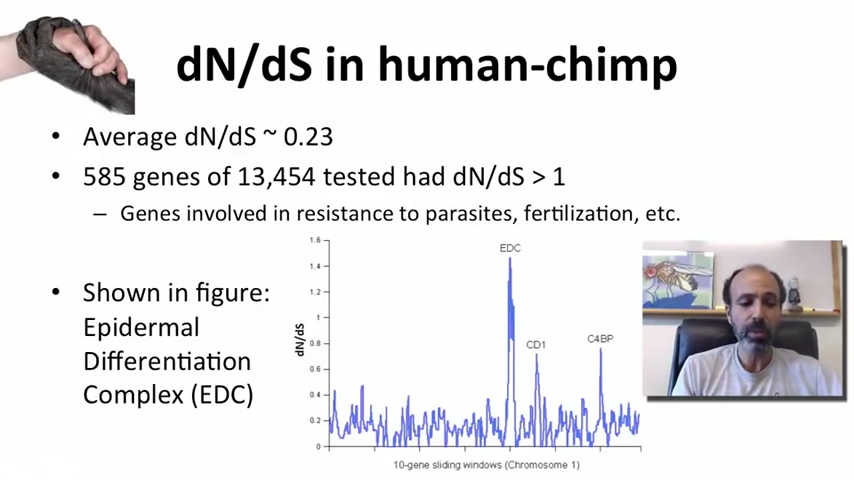 dN/dS in human-chimp
• Average dN/dS ~ 0.23
• 585 genes of 13,454 tested had dN/dS > 1
– Genes involved in resistance to parasites, fertilization, etc.
• Shown in figure:
Epidermal
Differentiation
Complex (EDC)
dN/dS
1.6
1.4
1.2
1
0.8
0.6
0.4
0.2
0
EDC
CD1
C4BP
10-gene sliding windows (Chromosome 1)